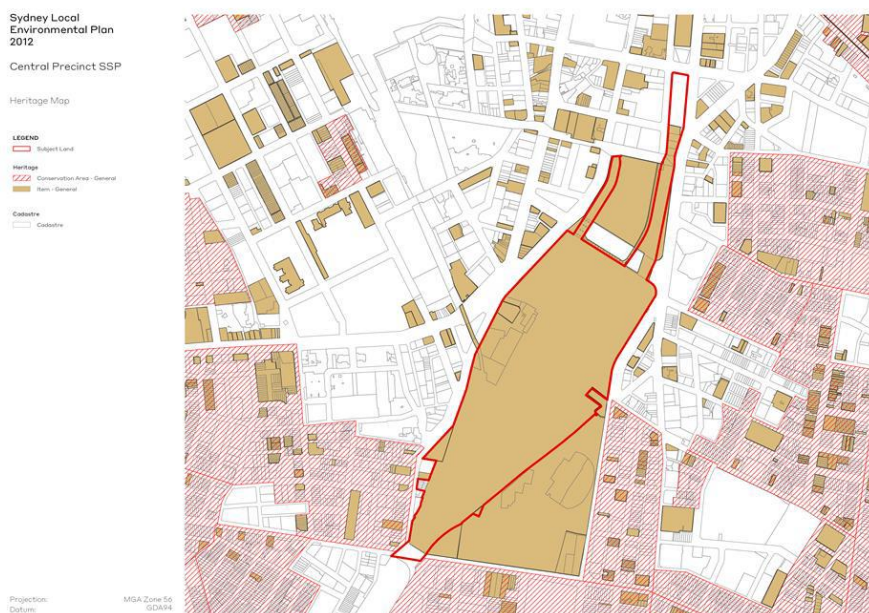 Sydney Local
Environmental Plan
2012
Central Precinct SSP
Heritage Map
LEGEND
Subject Land
Heritage
Conservation Area - General
Item - General
Cadastre
Cadastre
Projection: MGA Zone 56
Datum: GDA94